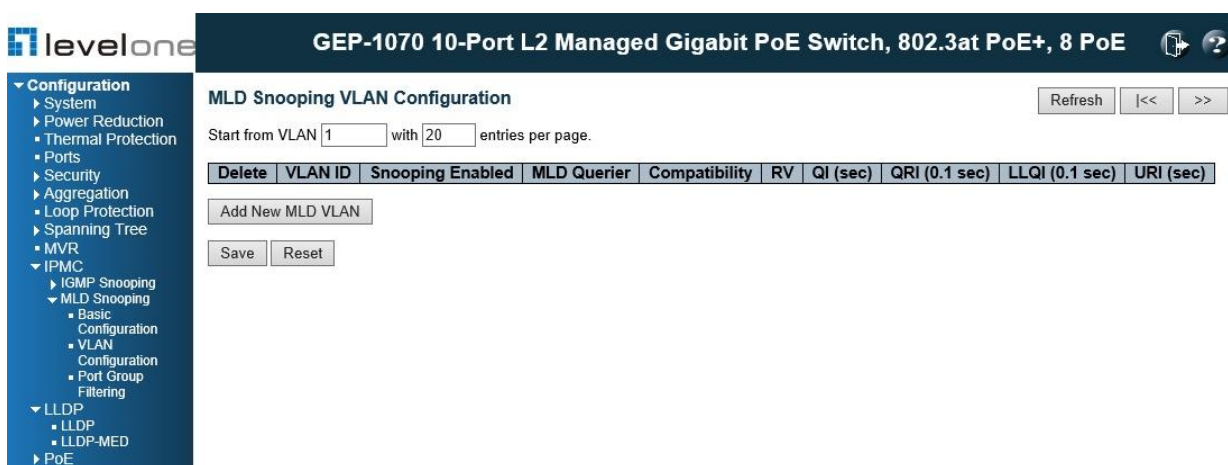 levelone
GEP-1070 10-Port L2 Managed Gigabit PoE Switch, 802.3at PoE+, 8 PoE
Configuration
System
Power Reduction
Thermal Protection
Ports
Security
Aggregation
Loop Protection
Spanning Tree
MVR
IPMC
IGMP Snooping
MLD Snooping
Basic
Configuration
VLAN
Configuration
Port Group
Filtering
LLDP
LLDP
LLDP-MED
PoE
MLD Snooping VLAN Configuration
Refresh |<< >>
Start from VLAN 1 with 20 entries per page.
Delete VLAN ID Snooping Enabled MLD Querier Compatibility RV QI (sec) QRI (0.1 sec) LLQI (0.1 sec) URI (sec)
Add New MLD VLAN
Save Reset